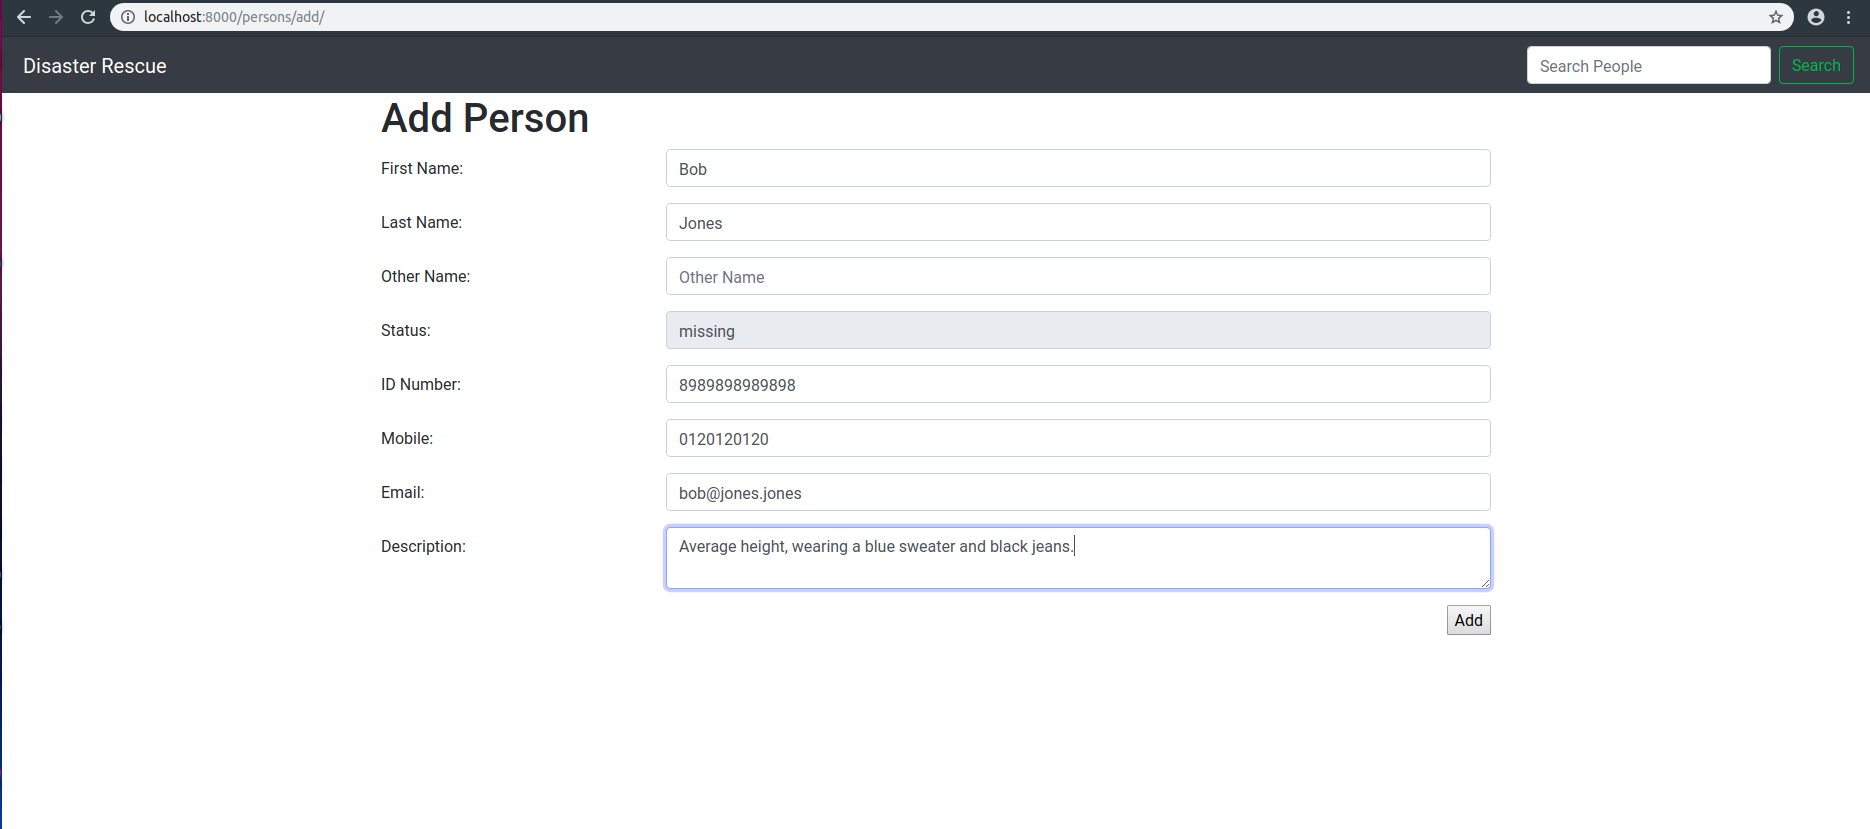 localhost:8000/persons/add/
Disaster Rescue
Search People
Search
Add Person
First Name:
Bob
Last Name:
Jones
Other Name:
Other Name
Status:
missing
ID Number:
8989898989898
Mobile:
0120120120
Email:
bob@jones.jones
Description:
Average height, wearing a blue sweater and black jeans.
Add